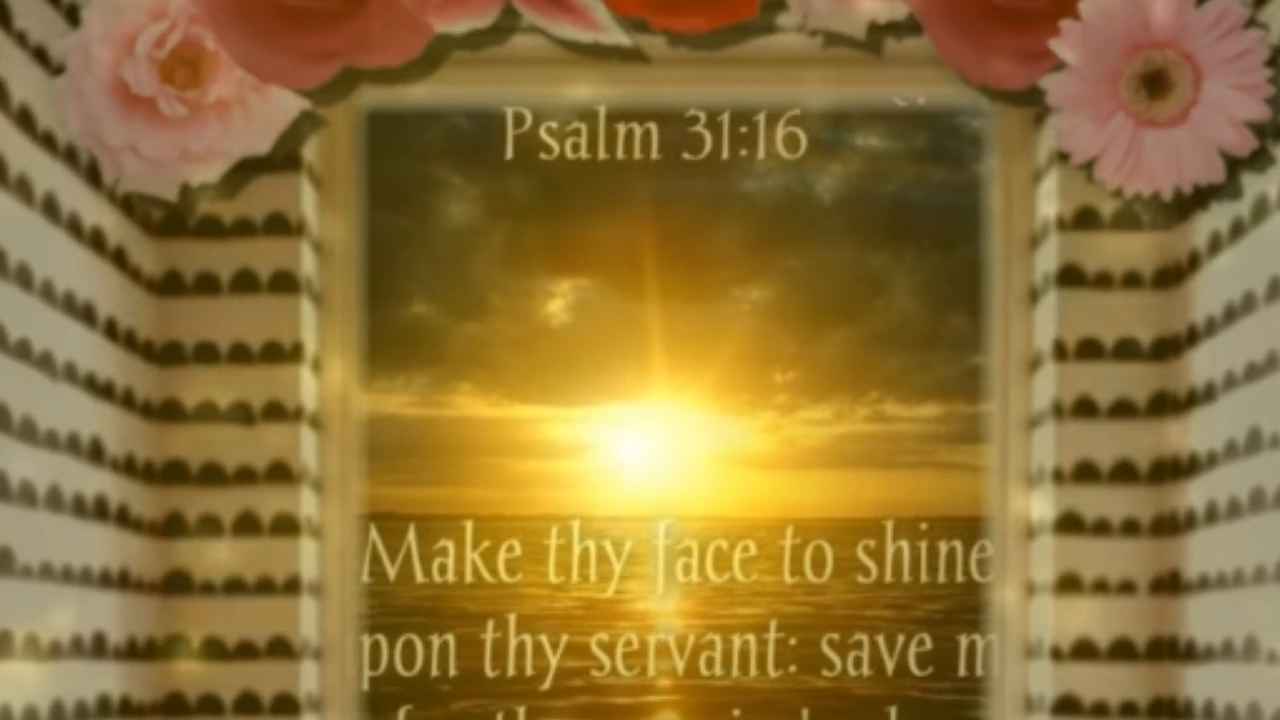 Psalm 31:16
Make thy face to shine
pon thy servant: save m